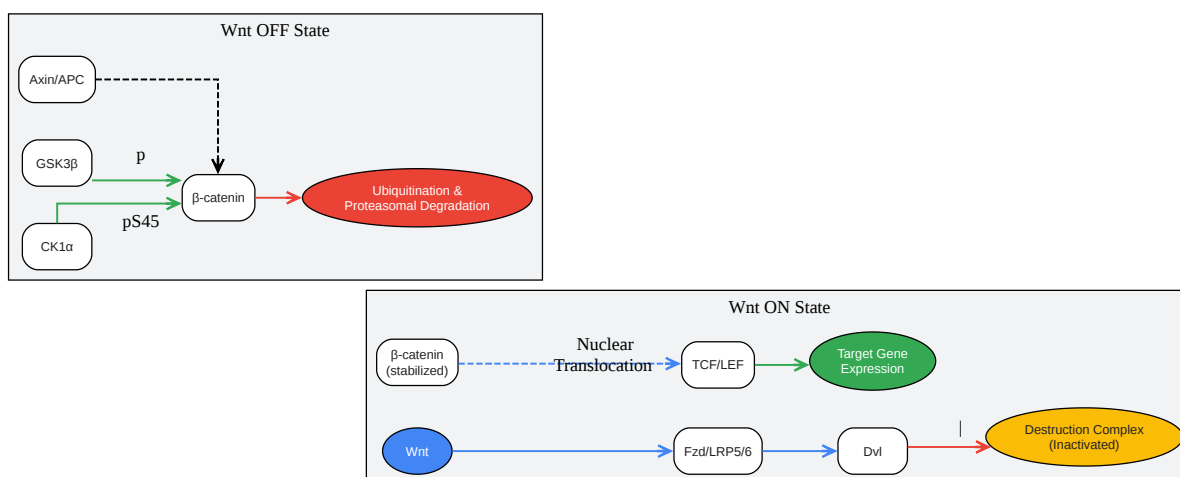 Wnt OFF State
Axin/APC
GSK3β
p
β-catenin
Ubiquitination &
Proteasomal Degradation
pS45
CK1α
Wnt ON State
β-catenin
(stabilized)
Nuclear
Translocation
TCF/LEF
Target Gene
Expression
Wnt
Fzd/LRP5/6
Dvl
|
Destruction Complex
(Inactivated)